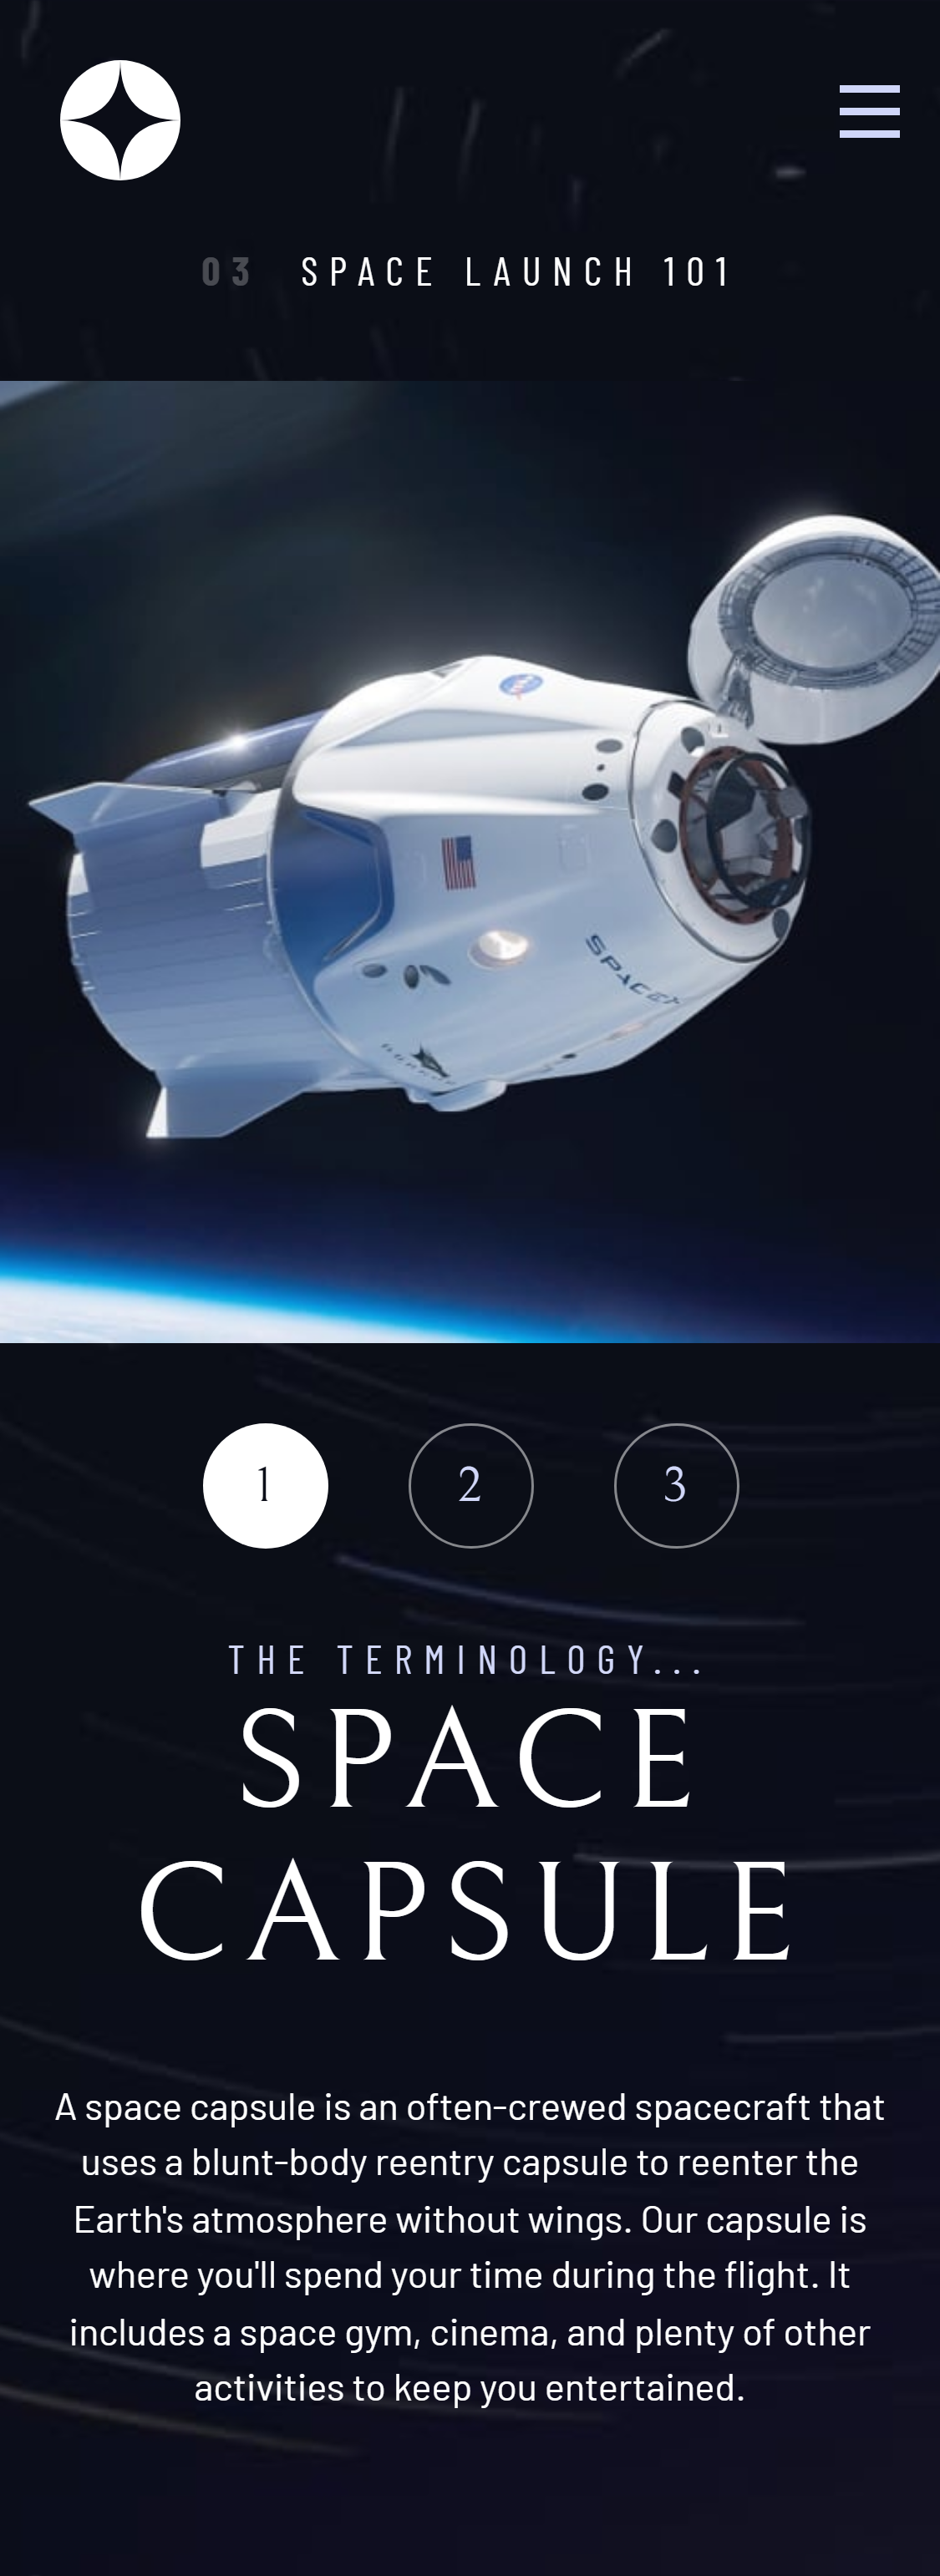 03 SPACE LAUNCH 101
SPACEX
DRAGON
1 2 3
THE TERMINOLOGY...
SPACE
CAPSULE
A space capsule is an often-crewed spacecraft that
uses a blunt-body reentry capsule to reenter the
Earth's atmosphere without wings. Our capsule is
where you'll spend your time during the flight. It
includes a space gym, cinema, and plenty of other
activities to keep you entertained.